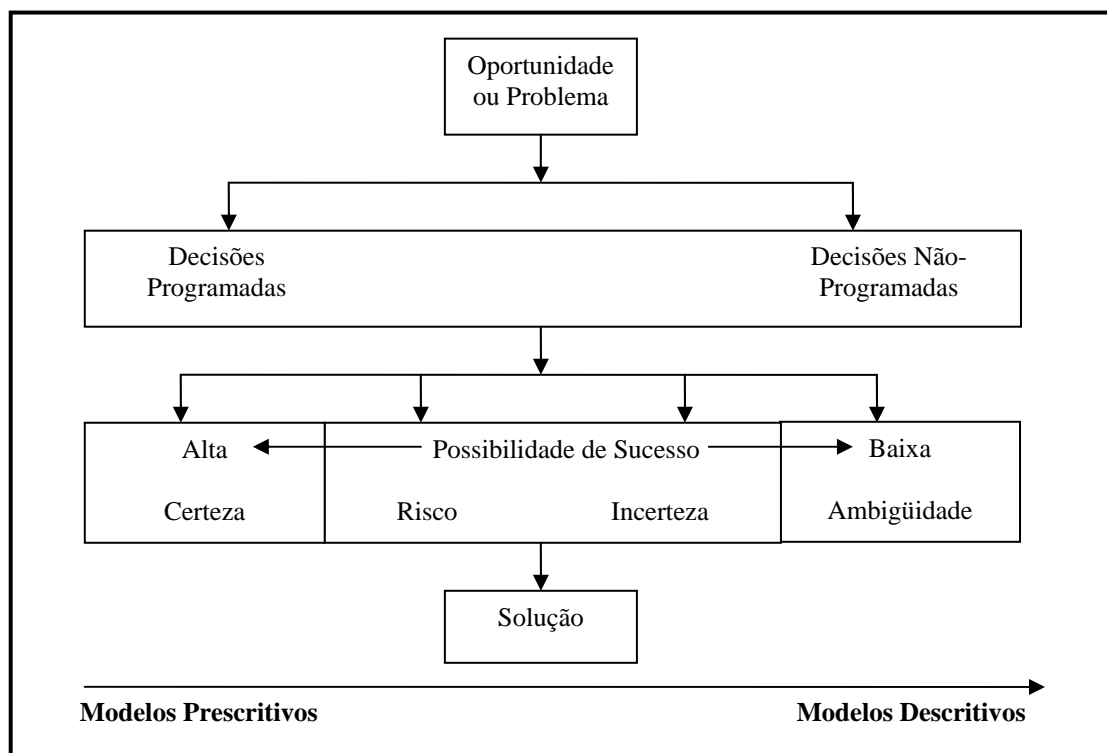 Oportunidade
ou Problema
Decisões
Programadas
Decisões Não-
Programadas
Alta
Possibilidade de Sucesso
Baixa
Certeza
Risco
Incerteza
Ambigüidade
Solução
Modelos Prescritivos
Modelos Descritivos